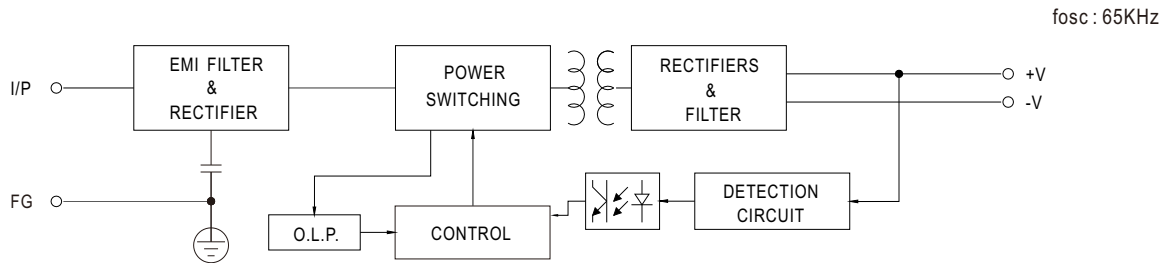 fosc : 65KHz
I/P
EMI FILTER
&
RECTIFIER
POWER
SWITCHING
RECTIFIERS
&
FILTER
+V
-V
FG
O.L.P.
CONTROL
DETECTION
CIRCUIT